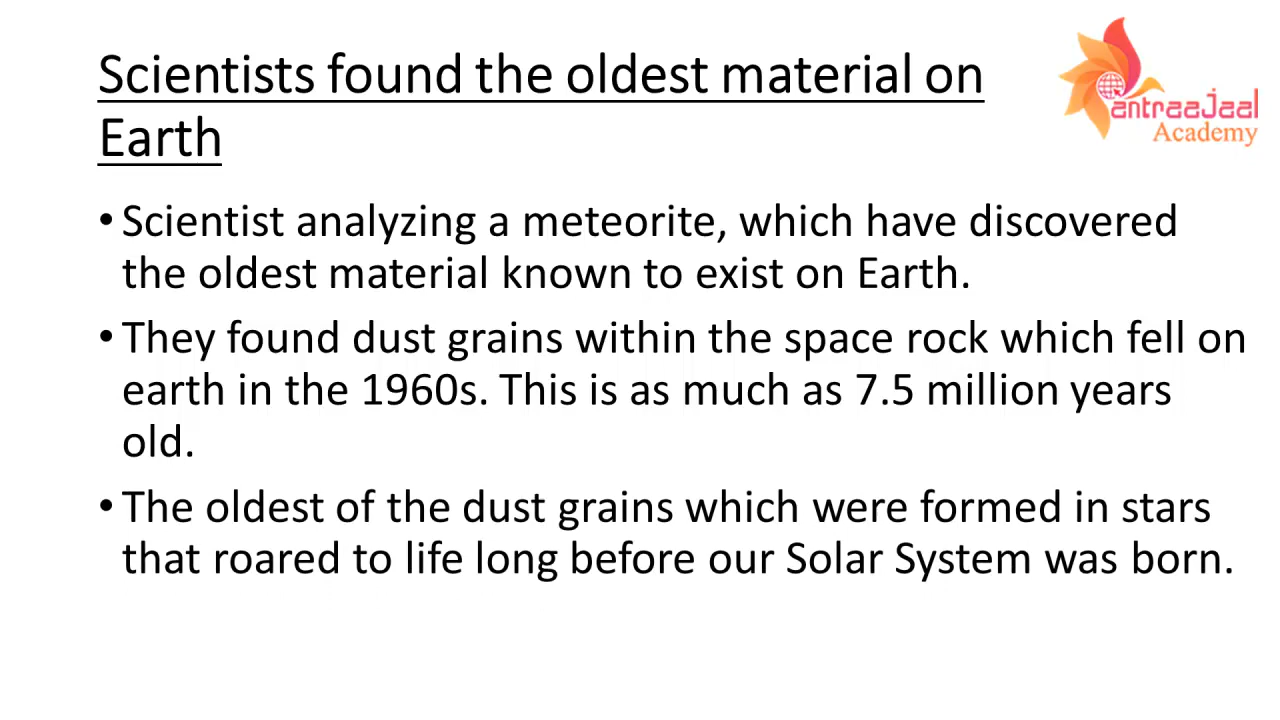 Scientists found the oldest material on
Earth
antraajaal
Academy
• Scientist analyzing a meteorite, which have discovered
the oldest material known to exist on Earth.
• They found dust grains within the space rock which fell on
earth in the 1960s. This is as much as 7.5 million years
old.
• The oldest of the dust grains which were formed in stars
that roared to life long before our Solar System was born.